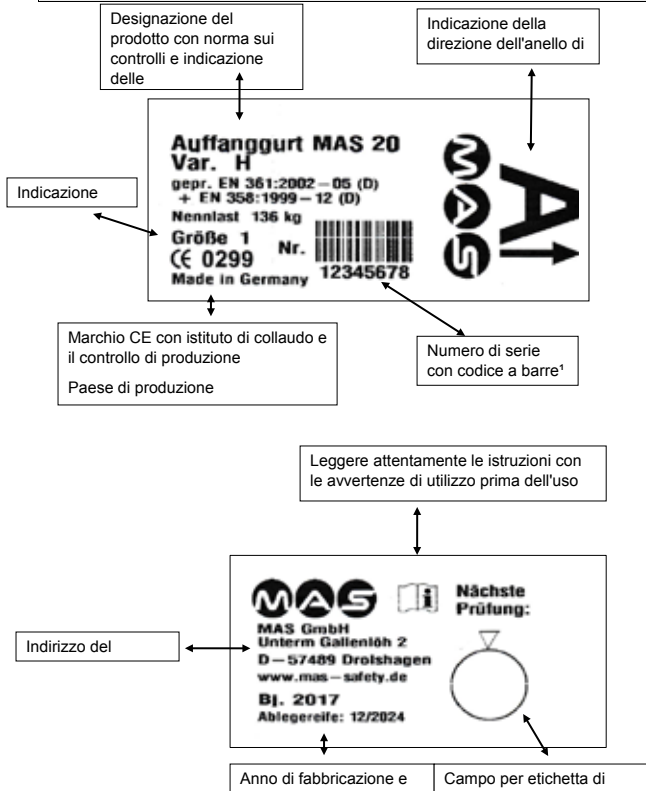 Designazione del
prodotto con norma sui
controlli e indicazione
delle
Indicazione della
direzione dell'anello di
Auffanggurt MAS 20
Var. H
gepr. EN 361:2002-05 (D)
+ EN 358:1999-12 (D)
Nennlast 136 kg
Größe 1
Nr.
CE 0299
12345678
Made in Germany
MAS
A
Indicazione
Marchio CE con istituto di collaudo e
il controllo di produzione
Paese di produzione
Numero di serie
con codice a barre¹
Leggere attentamente le istruzioni con
le avvertenze di utilizzo prima dell'uso
MAS
i
Nächste
Prüfung:
MAS GmbH
Unterm Gallenlöh 2
D-57489 Drolshagen
www.mas-safety.de
Bj. 2017
Ablegereife: 12/2024
Indirizzo del
Anno di fabbricazione e
Campo per etichetta di